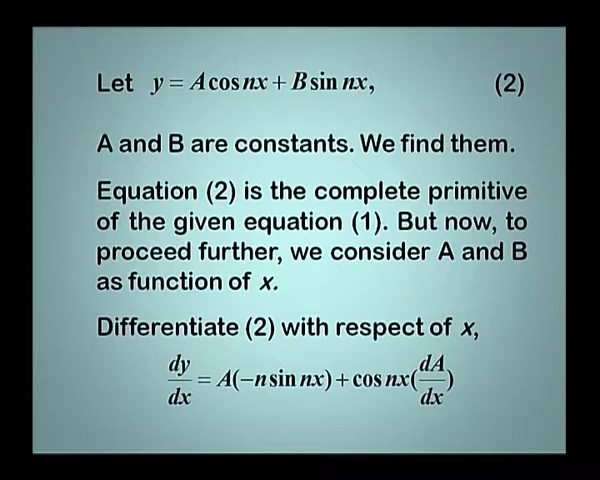 Let y = A cos nx + B sin nx, (2)
A and B are constants. We find them.
Equation (2) is the complete primitive
of the given equation (1). But now, to
proceed further, we consider A and B
as function of x.
Differentiate (2) with respect of x,
dy/dx = A(−n sin nx) + cos nx(dA/dx)